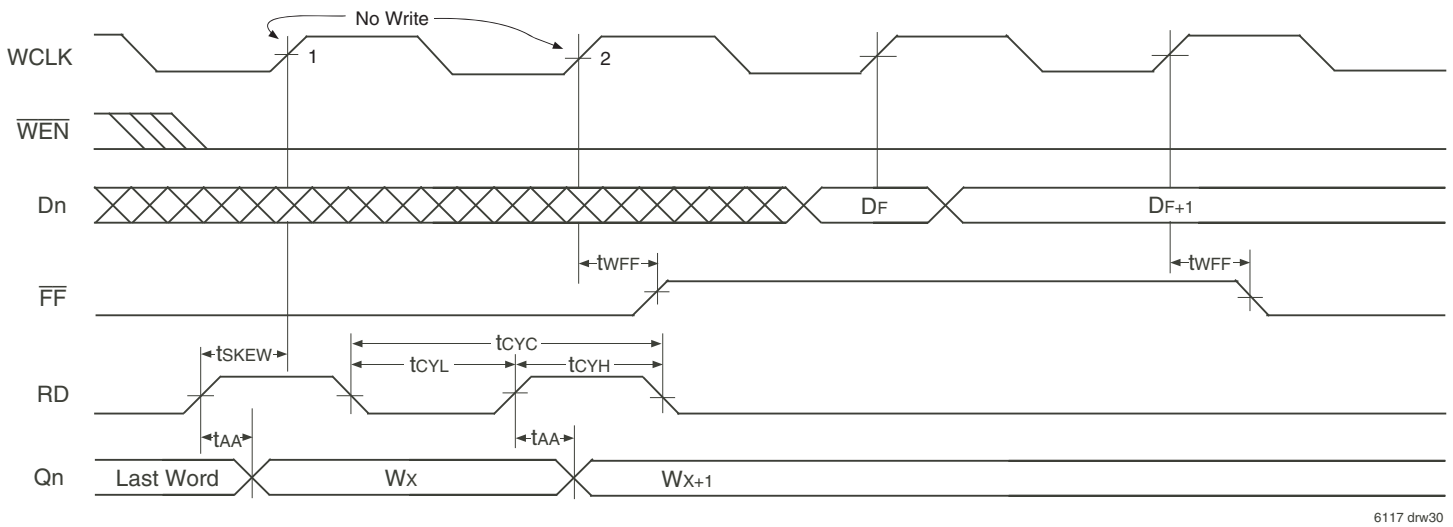 No Write
WCLK 1 2
WEN
Dn DF DF+1
tWFF tWFF
FF
tCYC
tSKEW tCYL tCYH
RD
tAA tAA
Qn Last Word WX WX+1
6117 drw30